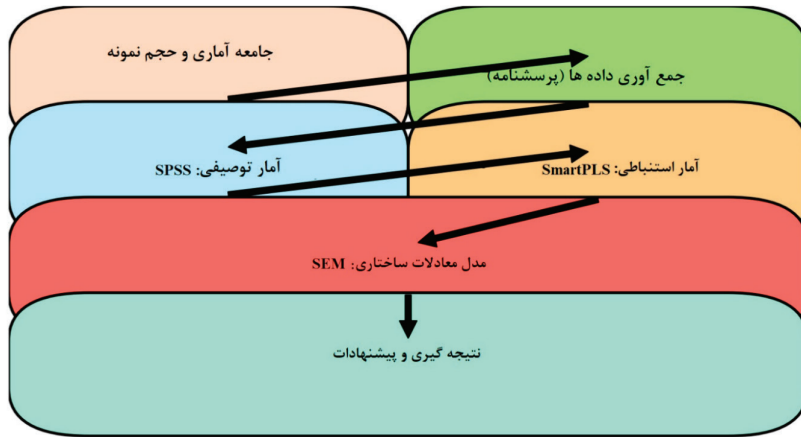 جامعه آماری و حجم نمونه
جمع آوری داده ها (پرسشنامه)
آمار توصیفی: SPSS
آمار استنباطی: SmartPLS
مدل معادلات ساختاری: SEM
نتیجه گیری و پیشنهادات